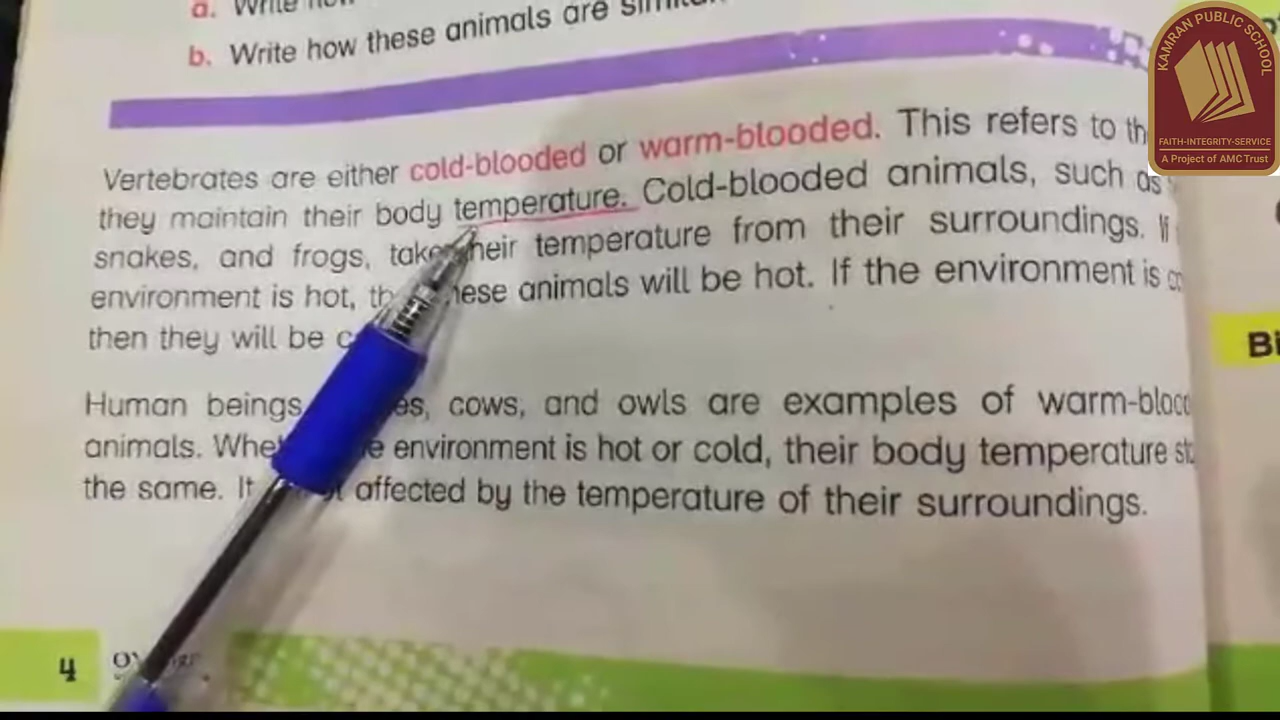 a. Write how
b. Write how these animals are similar
Vertebrates are either cold-blooded or warm-blooded. This refers to
they maintain their body temperature. Cold-blooded animals, such as
snakes, and frogs, take their temperature from their surroundings. If
environment is hot, these animals will be hot. If the environment is
then they will be
Human beings, cows, and owls are examples of
animals. environment is hot or cold, their body temperature
the same. It affected by the temperature of their surroundings.
4
KAMRAN PUBLIC SCHOOL
FAITH-INTEGRITY-SERVICE
A Project of AMC Trust